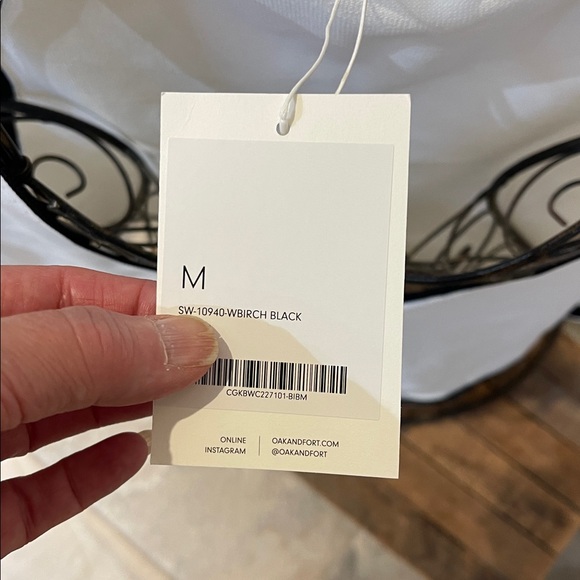 M
SW-10940-WBIRCH BLACK
CGKBWC227101-BIBM
ONLINE OAKANDFORT.COM
INSTAGRAM @OAKANDFORT